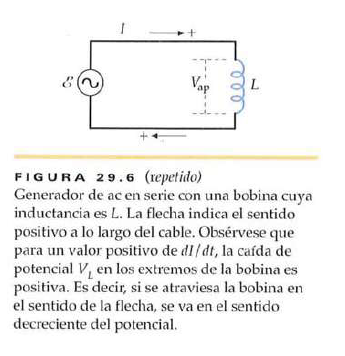 I
+
ℰ
V_ap
L
+
FIGURA 29.6 (repetido)
Generador de ac en serie con una bobina cuya
inductancia es L. La flecha indica el sentido
positivo a lo largo del cable. Obsérvese que
para un valor positivo de dI/dt, la caída de
potencial V_L en los extremos de la bobina es
positiva. Es decir, si se atraviesa la bobina en
el sentido de la flecha, se va en el sentido
decreciente del potencial.